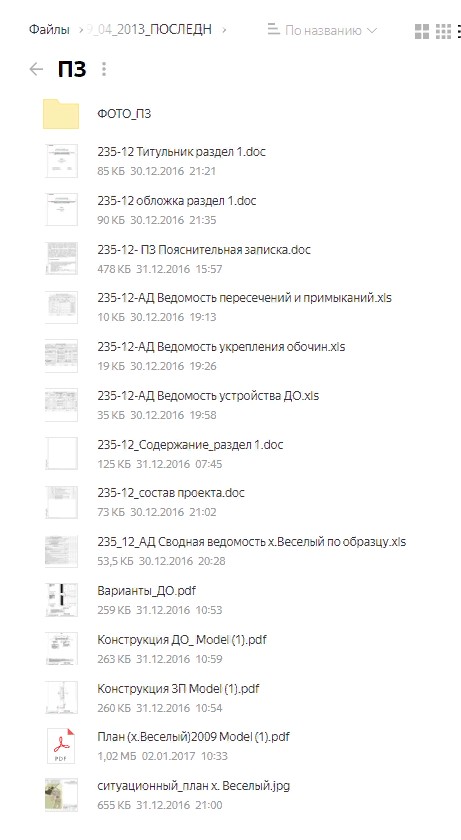 Файлы > 9_04_2013_ПОСЛЕДН > По названию
ПЗ
ФОТО_ПЗ
235-12 Титульник раздел 1.doc
85 КБ 30.12.2016 21:21
235-12 обложка раздел 1.doc
90 КБ 30.12.2016 21:35
235-12- ПЗ Пояснительная записка.doc
478 КБ 31.12.2016 15:57
235-12-АД Ведомость пересечений и примыканий.xls
10 КБ 30.12.2016 19:13
235-12-АД Ведомость укрепления обочин.xls
19 КБ 30.12.2016 19:26
235-12-АД Ведомость устройства ДО.xls
35 КБ 30.12.2016 19:58
235-12_Содержание_раздел 1.doc
125 КБ 31.12.2016 07:45
235-12_состав проекта.doc
73 КБ 30.12.2016 21:02
235_12_АД Сводная ведомость х.Веселый по образцу.xls
53,5 КБ 30.12.2016 20:28
Варианты_ДО.pdf
259 КБ 31.12.2016 10:53
Конструкция ДО_ Model (1).pdf
263 КБ 31.12.2016 10:59
Конструкция ЗП Model (1).pdf
260 КБ 31.12.2016 10:54
План (х.Веселый)2009 Model (1).pdf
PDF
1,02 МБ 02.01.2017 10:33
ситуационный_план х. Веселый.jpg
655 КБ 31.12.2016 21:00